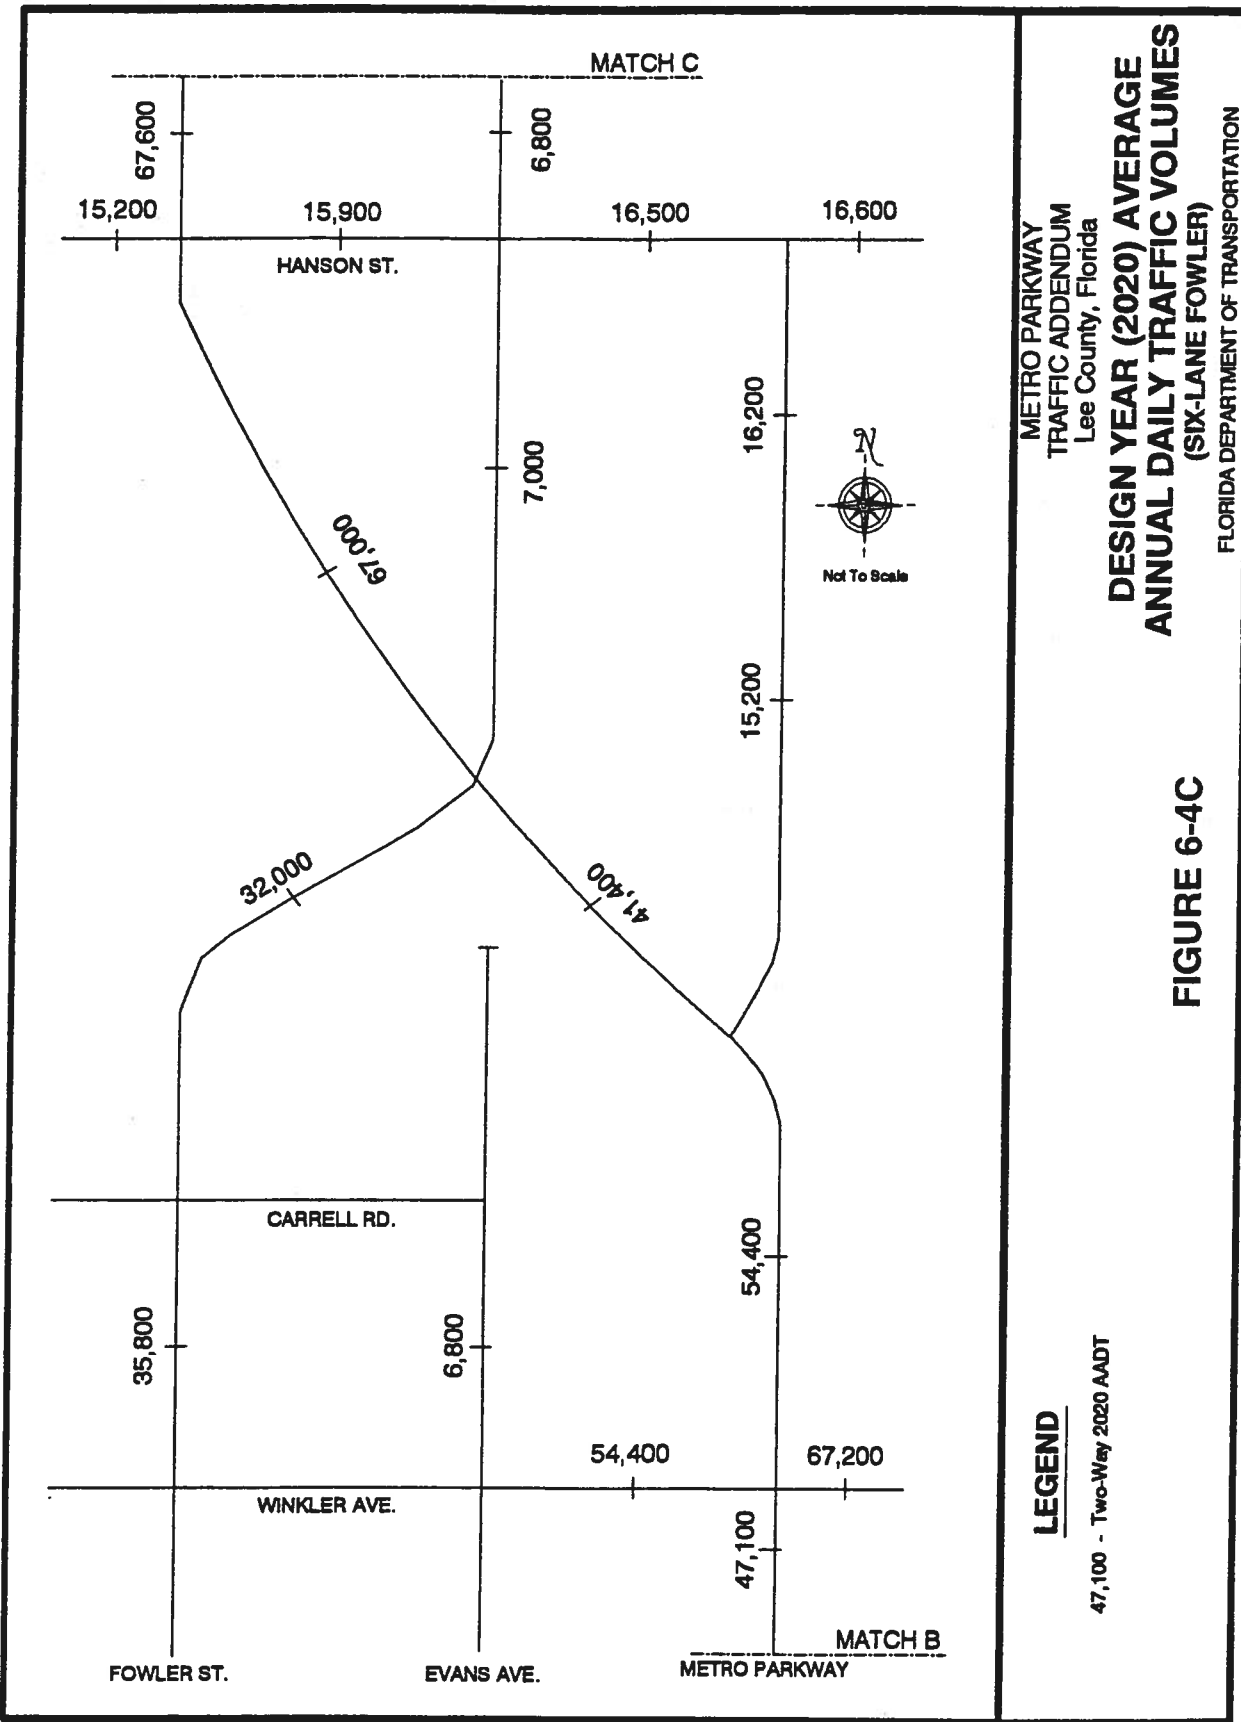 MATCH C
67,600
6,800
15,200
15,900
16,500
16,600
HANSON ST.
16,200
7,000
N
67,000
Not To Scale
15,200
32,000
41,400
CARRELL RD.
54,400
35,800
6,800
54,400
67,200
WINKLER AVE.
47,100
MATCH B
FOWLER ST.
EVANS AVE.
METRO PARKWAY
METRO PARKWAY
TRAFFIC ADDENDUM
Lee County, Florida
DESIGN YEAR (2020) AVERAGE
ANNUAL DAILY TRAFFIC VOLUMES
(SIX-LANE FOWLER)
FLORIDA DEPARTMENT OF TRANSPORTATION
FIGURE 6-4C
LEGEND
47,100 - Two-Way 2020 AADT